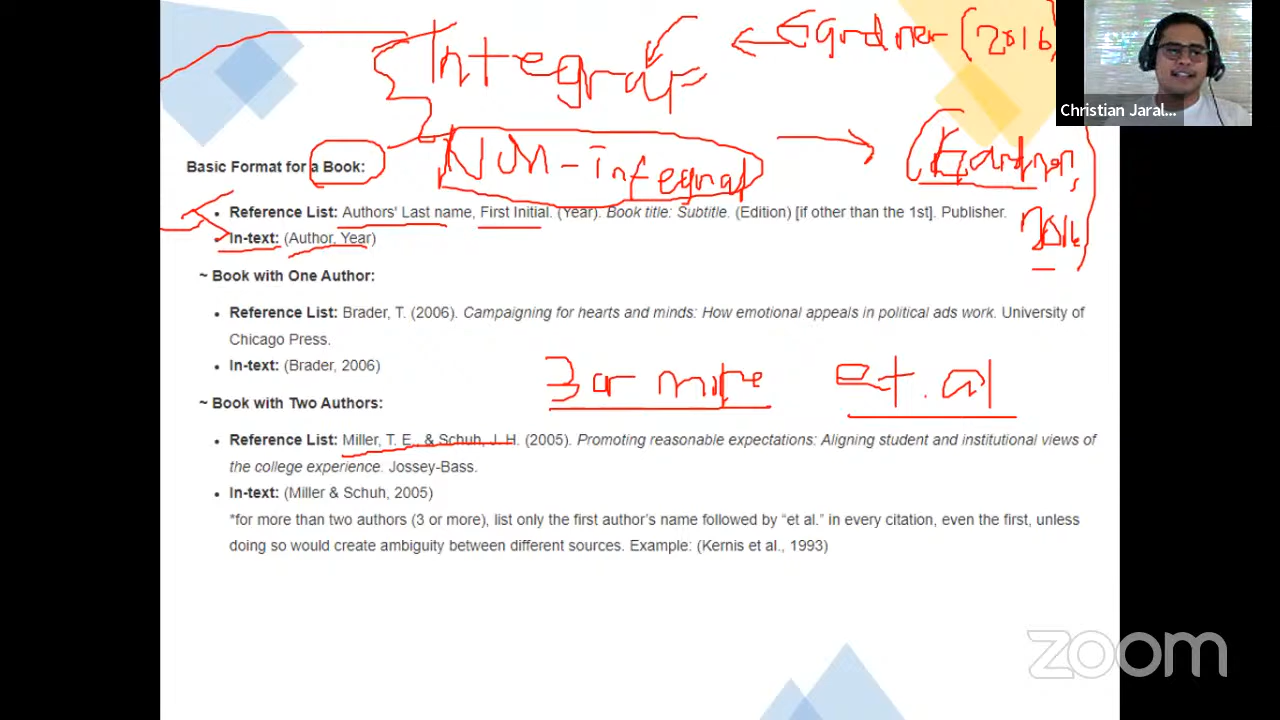 Integral
Gardner (2016)
Christian Jaral...
Non-integral
(Gardner,
2016
Basic Format for a Book:
• Reference List: Authors' Last name, First Initial. (Year). Book title: Subtitle. (Edition) [if other than the 1st]. Publisher.
• In-text: (Author, Year)
~ Book with One Author:
• Reference List: Brader, T. (2006). Campaigning for hearts and minds: How emotional appeals in political ads work. University of
Chicago Press.
• In-text: (Brader, 2006)
3 or more et. al
~ Book with Two Authors:
• Reference List: Miller, T. E., & Schuh, J. H. (2005). Promoting reasonable expectations: Aligning student and institutional views of
the college experience. Jossey-Bass.
• In-text: (Miller & Schuh, 2005)
*for more than two authors (3 or more), list only the first author's name followed by “et al.” in every citation, even the first, unless
doing so would create ambiguity between different sources. Example: (Kernis et al., 1993)
zoom